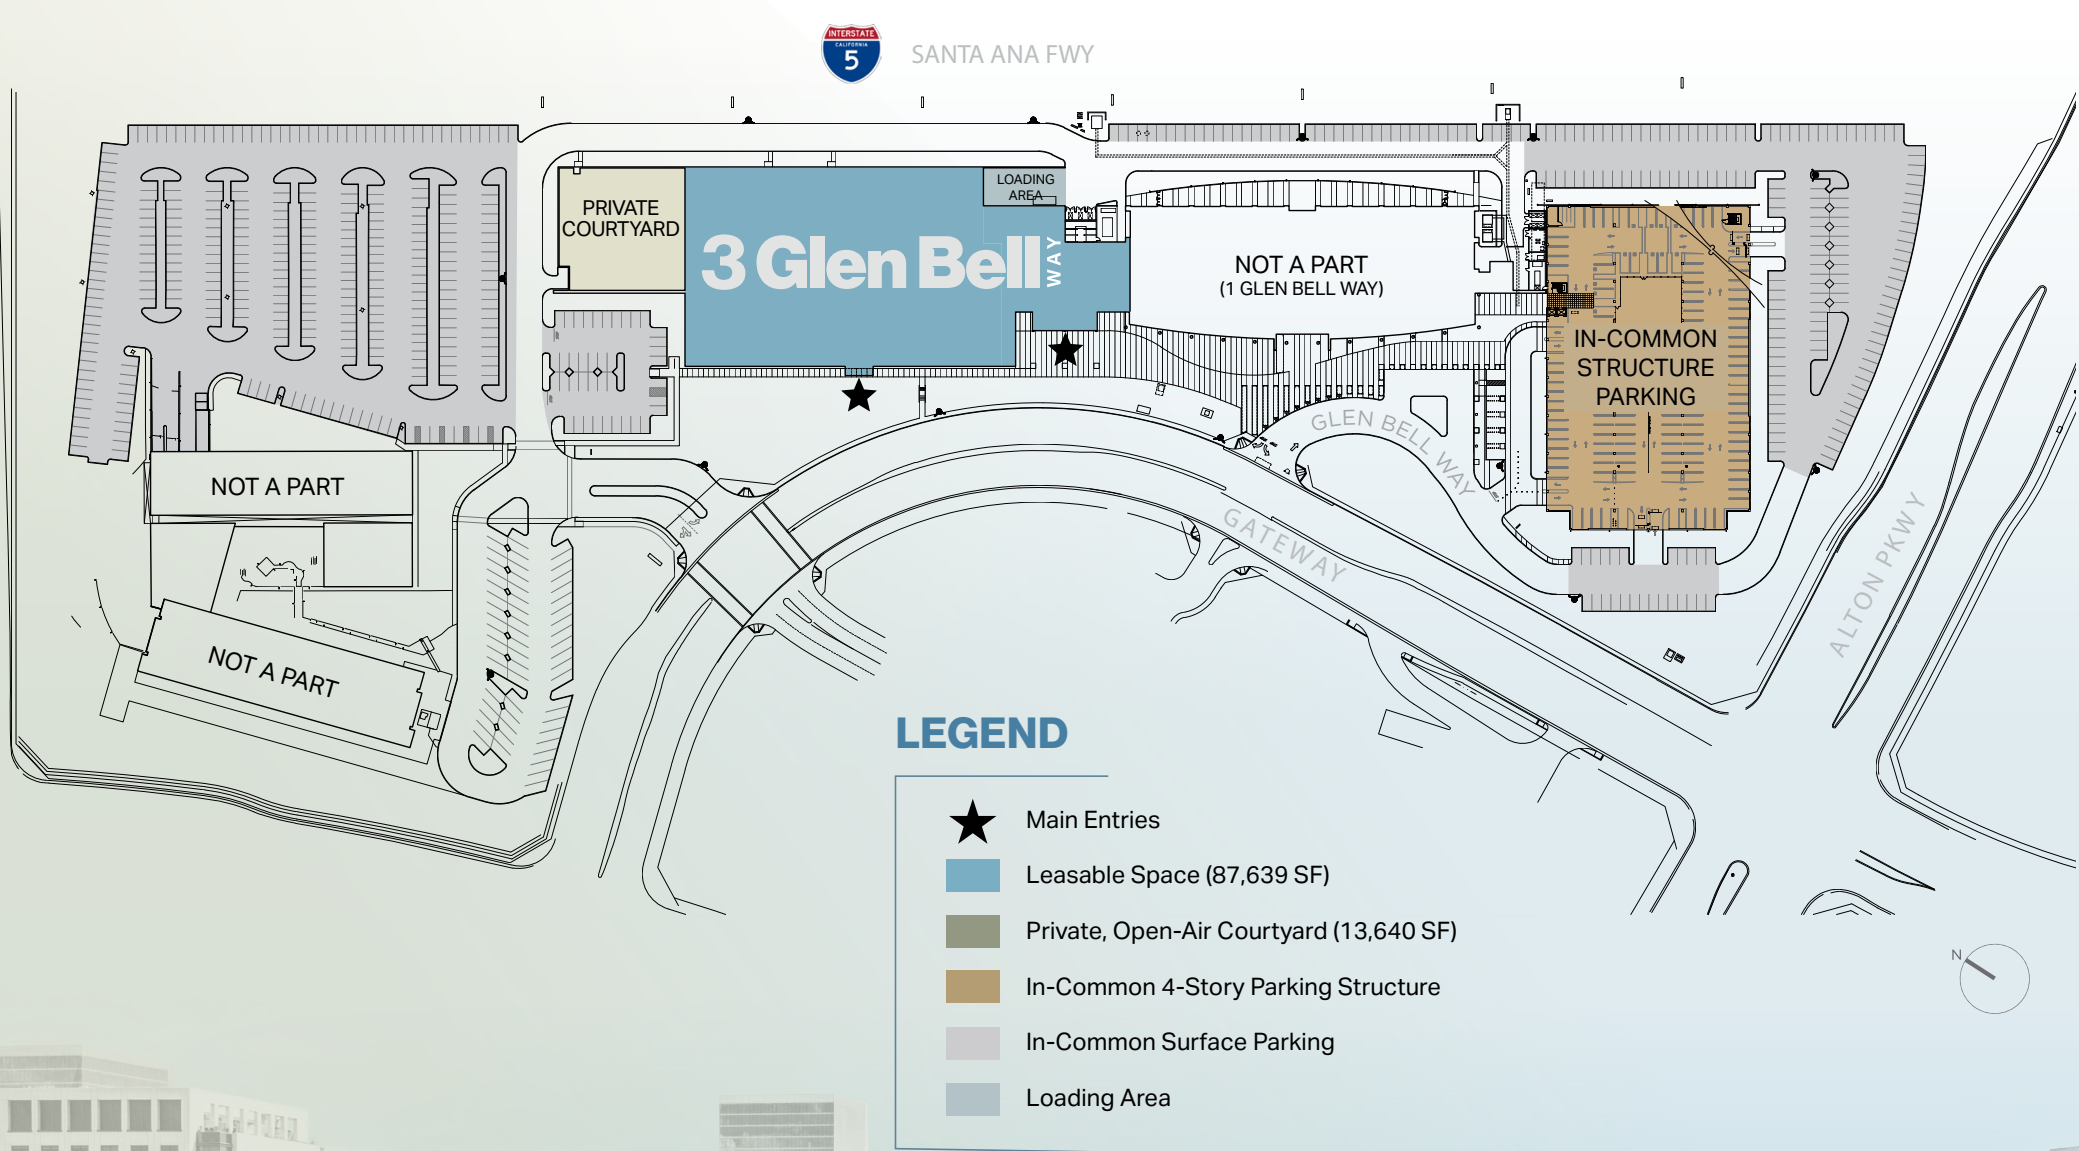 INTERSTATE
CALIFORNIA
5
SANTA ANA FWY
PRIVATE
COURTYARD
3 Glen Bell WAY
LOADING
AREA
NOT A PART
(1 GLEN BELL WAY)
IN-COMMON
STRUCTURE
PARKING
GLEN BELL WAY
GATEWAY
ALTON PKWY
NOT A PART
NOT A PART
LEGEND
Main Entries
Leasable Space (87,639 SF)
Private, Open-Air Courtyard (13,640 SF)
In-Common 4-Story Parking Structure
In-Common Surface Parking
Loading Area
N